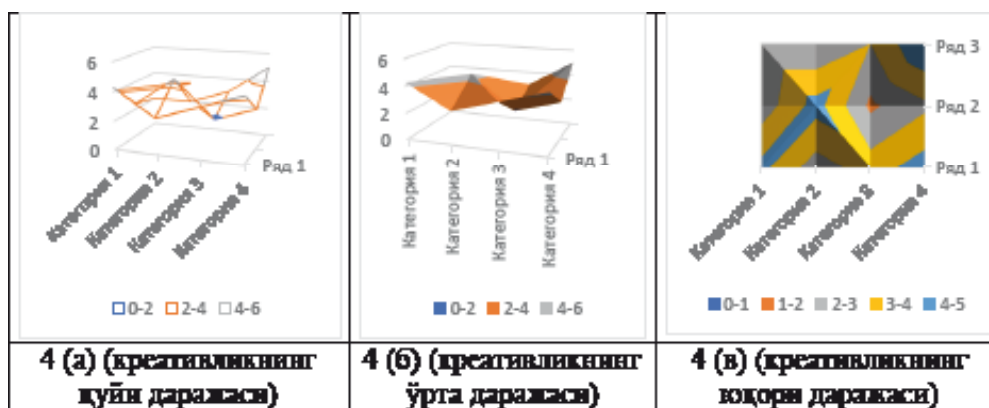 6
4
2
0
Категория 1
Категория 2
Категория 3
Категория 4
Ряд 1
0-2 2-4 4-6
6
4
2
0
Категория 1
Категория 2
Категория 3
Категория 4
Ряд 1
0-2 2-4 4-6
Ряд 3
Ряд 2
Ряд 1
Категория 1
Категория 2
Категория 3
Категория 4
0-1 1-2 2-3 3-4 4-5
4 (а) (креативликнинг
қуйи даражаси)
4 (б) (креативликнинг
ўрта даражаси)
4 (в) (креативликнинг
юқори даражаси)